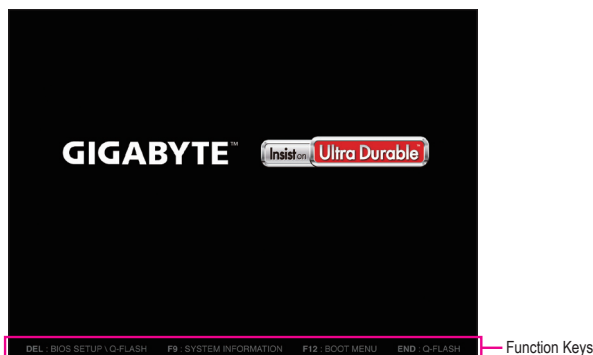 GIGABYTE™
Insist on Ultra Durable™
DEL : BIOS SETUP \ Q-FLASH F9 : SYSTEM INFORMATION F12 : BOOT MENU END : Q-FLASH
Function Keys